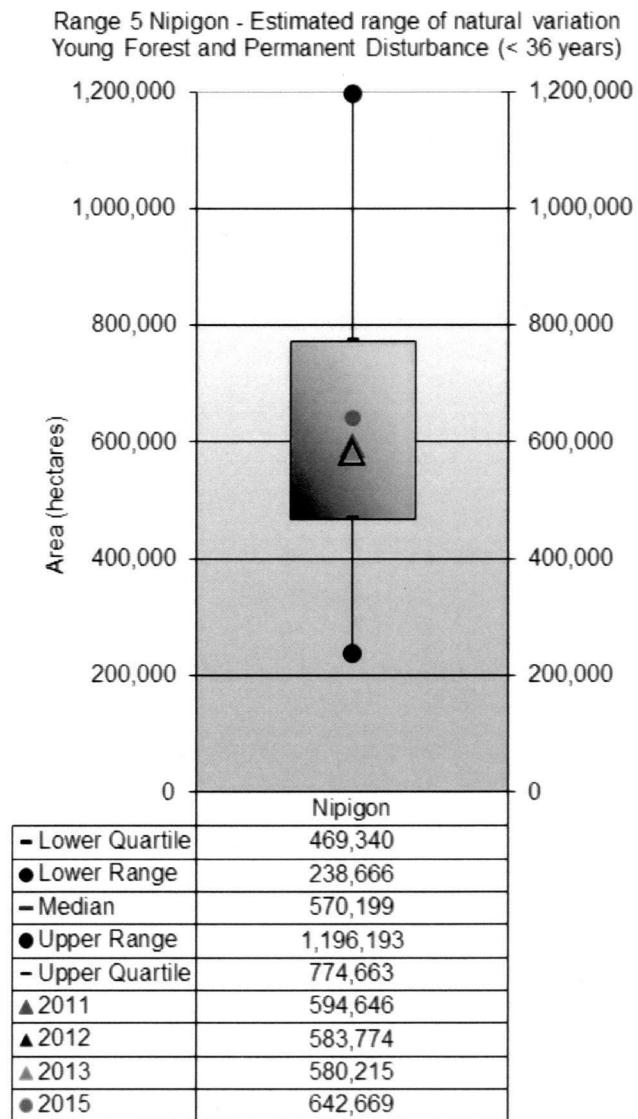 Range 5 Nipigon - Estimated range of natural variation
Young Forest and Permanent Disturbance (< 36 years)
1,200,000 1,200,000
1,000,000 1,000,000
800,000 800,000
600,000 600,000
400,000 400,000
200,000 200,000
0 0
Area (hectares)
Nipigon
Lower Quartile 469,340
Lower Range 238,666
Median 570,199
Upper Range 1,196,193
Upper Quartile 774,663
2011 594,646
2012 583,774
2013 580,215
2015 642,669